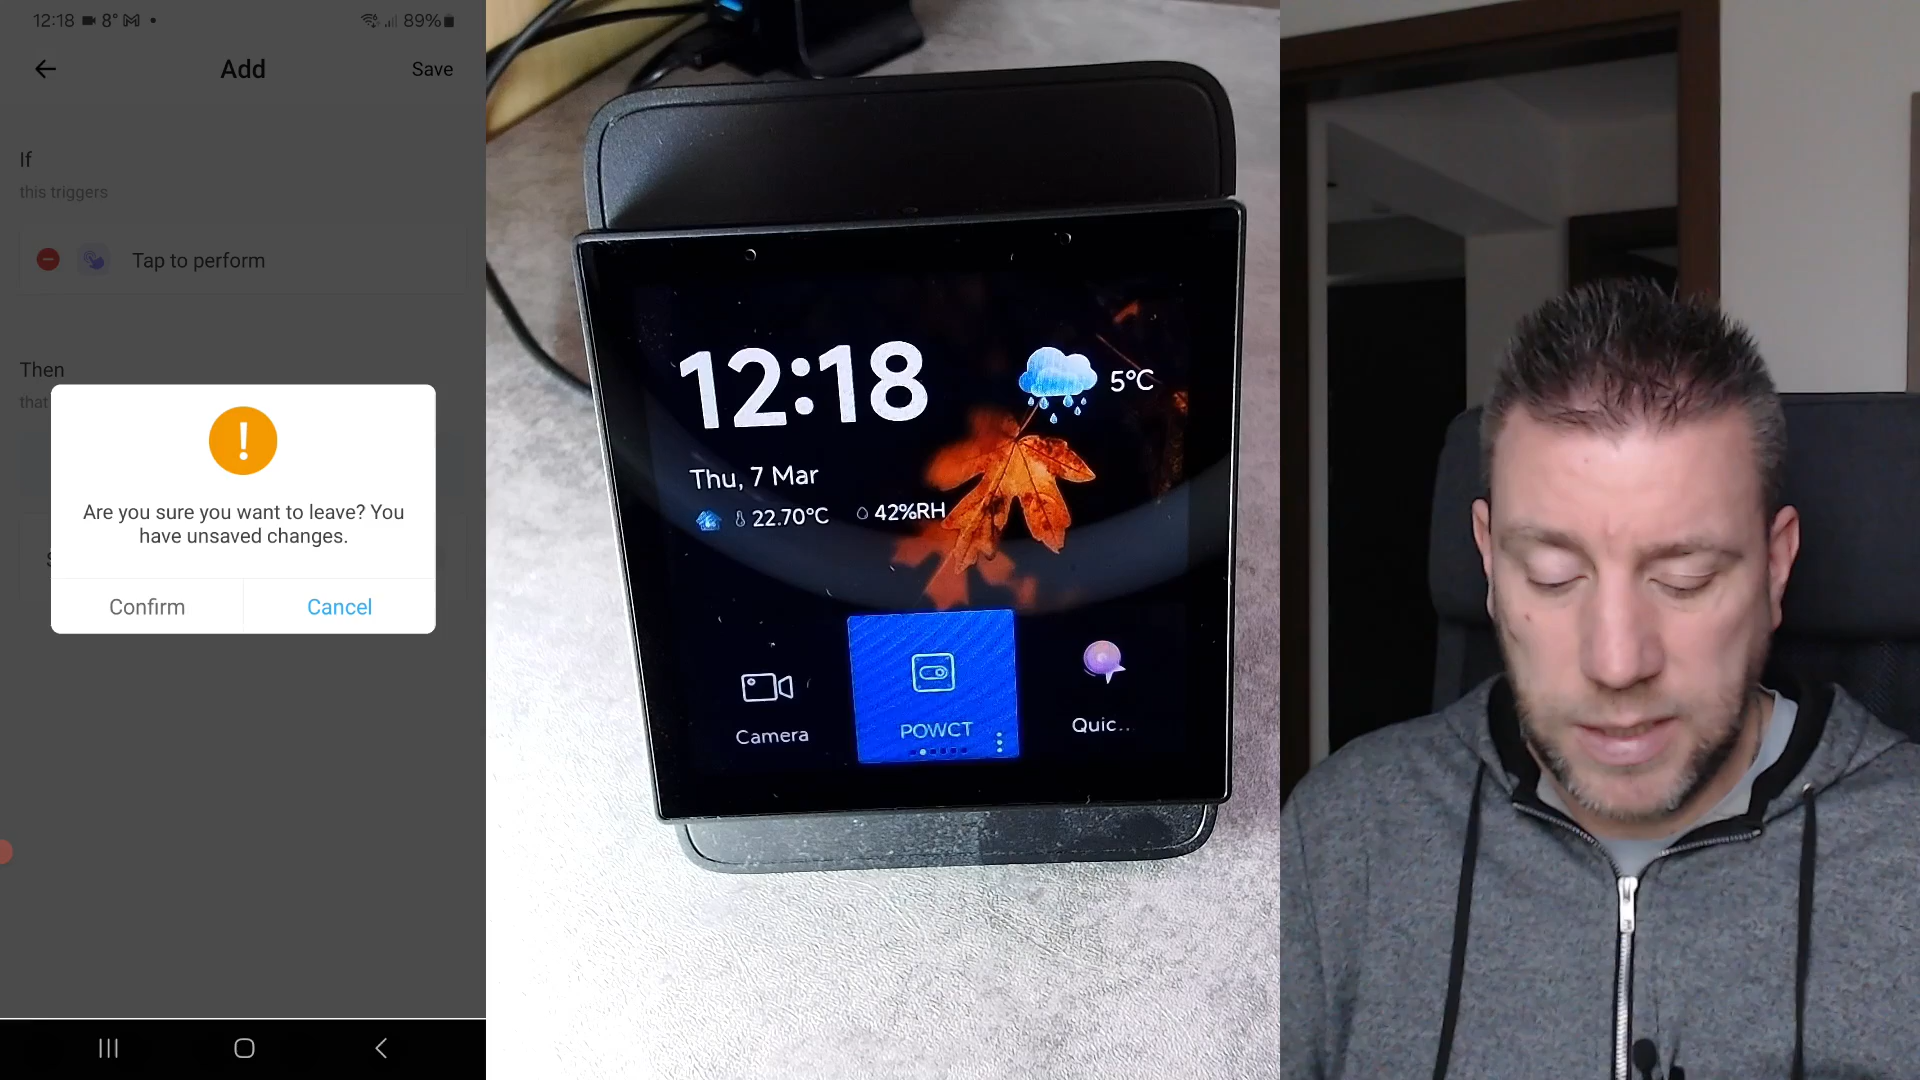 12:18 8° 89%
Add Save
If
this triggers
Tap to perform
Then
that
Are you sure you want to leave? You
have unsaved changes.
Confirm Cancel
12:18
5°C
Thu, 7 Mar
22.70°C 42%RH
Camera
POWCT
Quic..